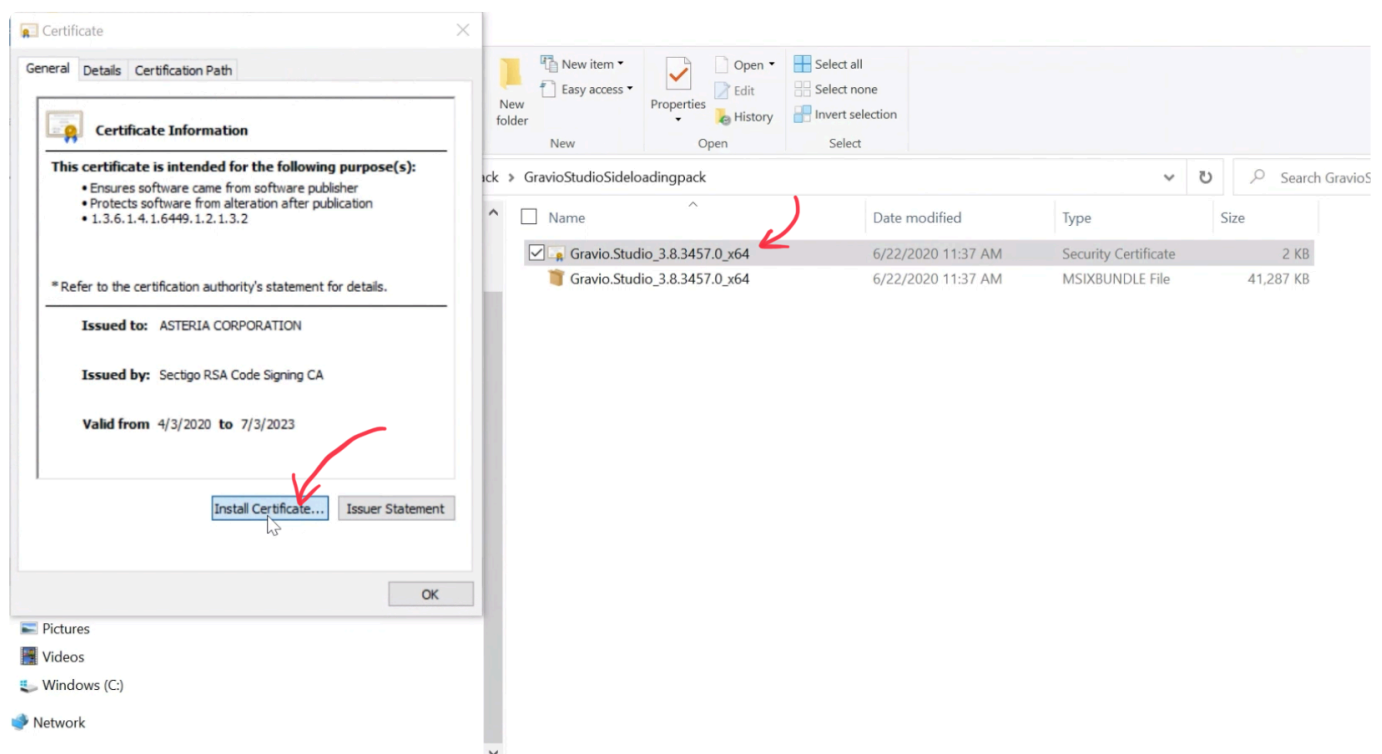 Certificate
General Details Certification Path
Certificate Information
This certificate is intended for the following purpose(s):
• Ensures software came from software publisher
• Protects software from alteration after publication
• 1.3.6.1.4.1.6449.1.2.1.3.2
* Refer to the certification authority's statement for details.
Issued to: ASTERIA CORPORATION
Issued by: Sectigo RSA Code Signing CA
Valid from 4/3/2020 to 7/3/2023
Install Certificate... Issuer Statement
OK
Pictures
Videos
Windows (C:)
Network
New folder
New item
Easy access
New
Properties
Open
Edit
History
Open
Select all
Select none
Invert selection
Select
ack > GravioStudioSideloadingpack
Search GravioS
Name Date modified Type Size
Gravio.Studio_3.8.3457.0_x64 6/22/2020 11:37 AM Security Certificate 2 KB
Gravio.Studio_3.8.3457.0_x64 6/22/2020 11:37 AM MSIXBUNDLE File 41,287 KB